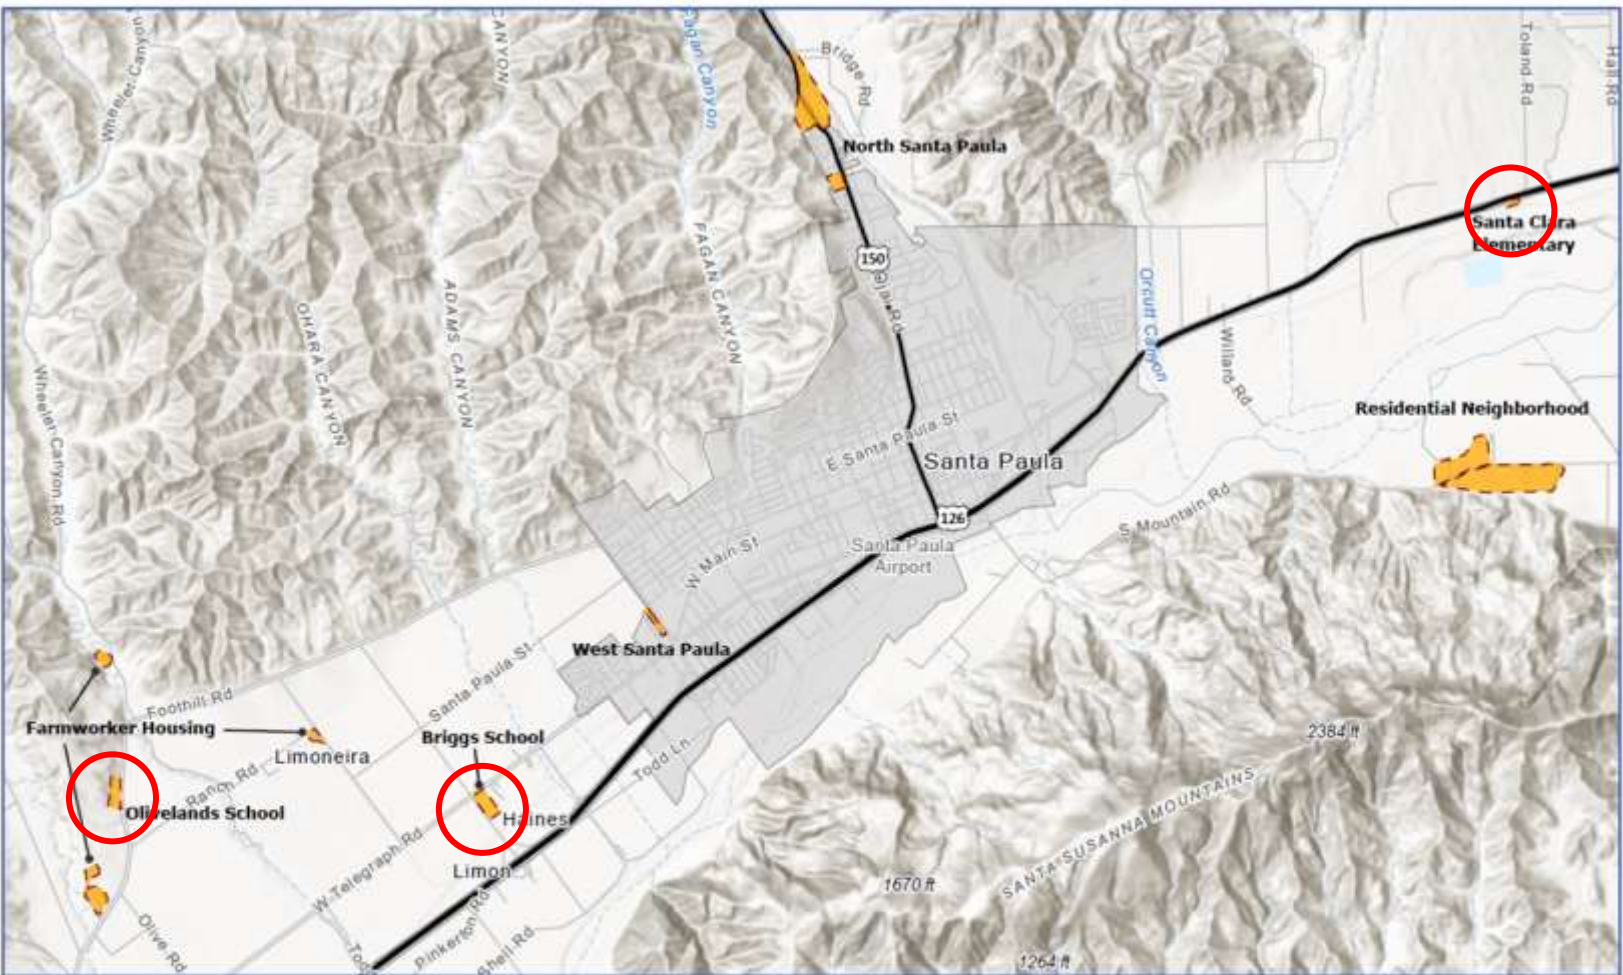 Wheeler Canyon
CANYON
Fagan Canyon
Bridge Rd
Toland Rd
Hall Rd
North Santa Paula
Santa Clara
Elementary
150
Ojai Rd
FAGAN CANYON
Orcutt Canyon
OHARA CANYON
ADAMS CANYON
Willard Rd
Wheeler Canyon Rd
Residential Neighborhood
E Santa Paula St
Santa Paula
126
S Mountain Rd
Santa Paula
Airport
W Main St
West Santa Paula
Santa Paula St
Foothill Rd
Farmworker Housing
Limoneira
Briggs School
2384 ft
Todd Ln
Ranch Rd
Olivelands School
Haines
SANTA SUSANNA MOUNTAINS
W Telegraph Rd
Limon
1670 ft
Olive Rd
Pinkerton Rd
Shell Rd
1264 ft